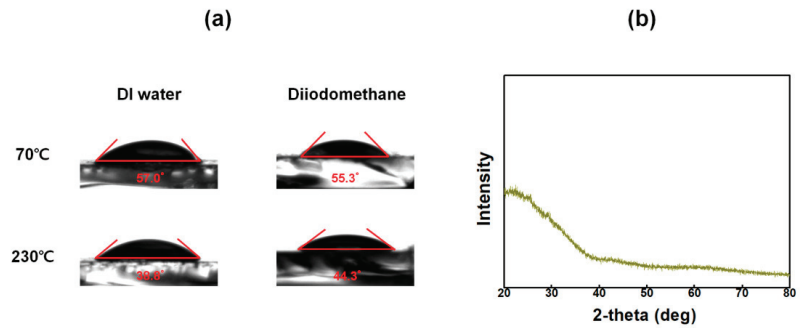 (a)
(b)
DI water
Diiodomethane
70℃
57.0°
55.3°
230℃
44.3°
Intensity
20
30
40
50
60
70
80
2-theta (deg)